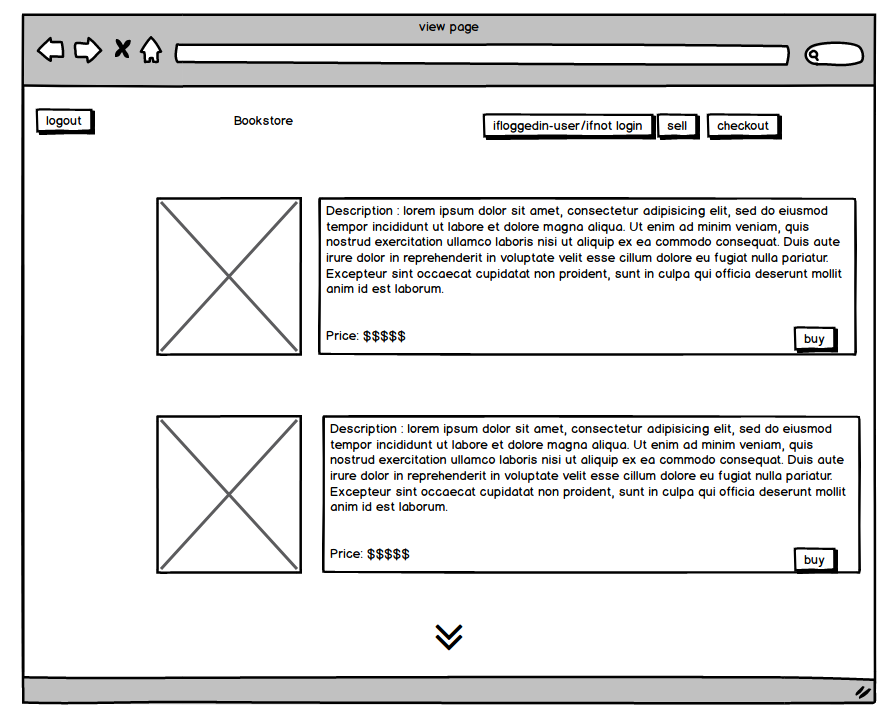 view page
logout
Bookstore
ifloggedin-user/ifnot login
sell
checkout
Description : lorem ipsum dolor sit amet, consectetur adipisicing elit, sed do eiusmod
tempor incididunt ut labore et dolore magna aliqua. Ut enim ad minim veniam, quis
nostrud exercitation ullamco laboris nisi ut aliquip ex ea commodo consequat. Duis aute
irure dolor in reprehenderit in voluptate velit esse cillum dolore eu fugiat nulla pariatur.
Excepteur sint occaecat cupidatat non proident, sunt in culpa qui officia deserunt mollit
anim id est laborum.
Price: $$$$$
buy
Description : lorem ipsum dolor sit amet, consectetur adipisicing elit, sed do eiusmod
tempor incididunt ut labore et dolore magna aliqua. Ut enim ad minim veniam, quis
nostrud exercitation ullamco laboris nisi ut aliquip ex ea commodo consequat. Duis aute
irure dolor in reprehenderit in voluptate velit esse cillum dolore eu fugiat nulla pariatur.
Excepteur sint occaecat cupidatat non proident, sunt in culpa qui officia deserunt mollit
anim id est laborum.
Price: $$$$$
buy